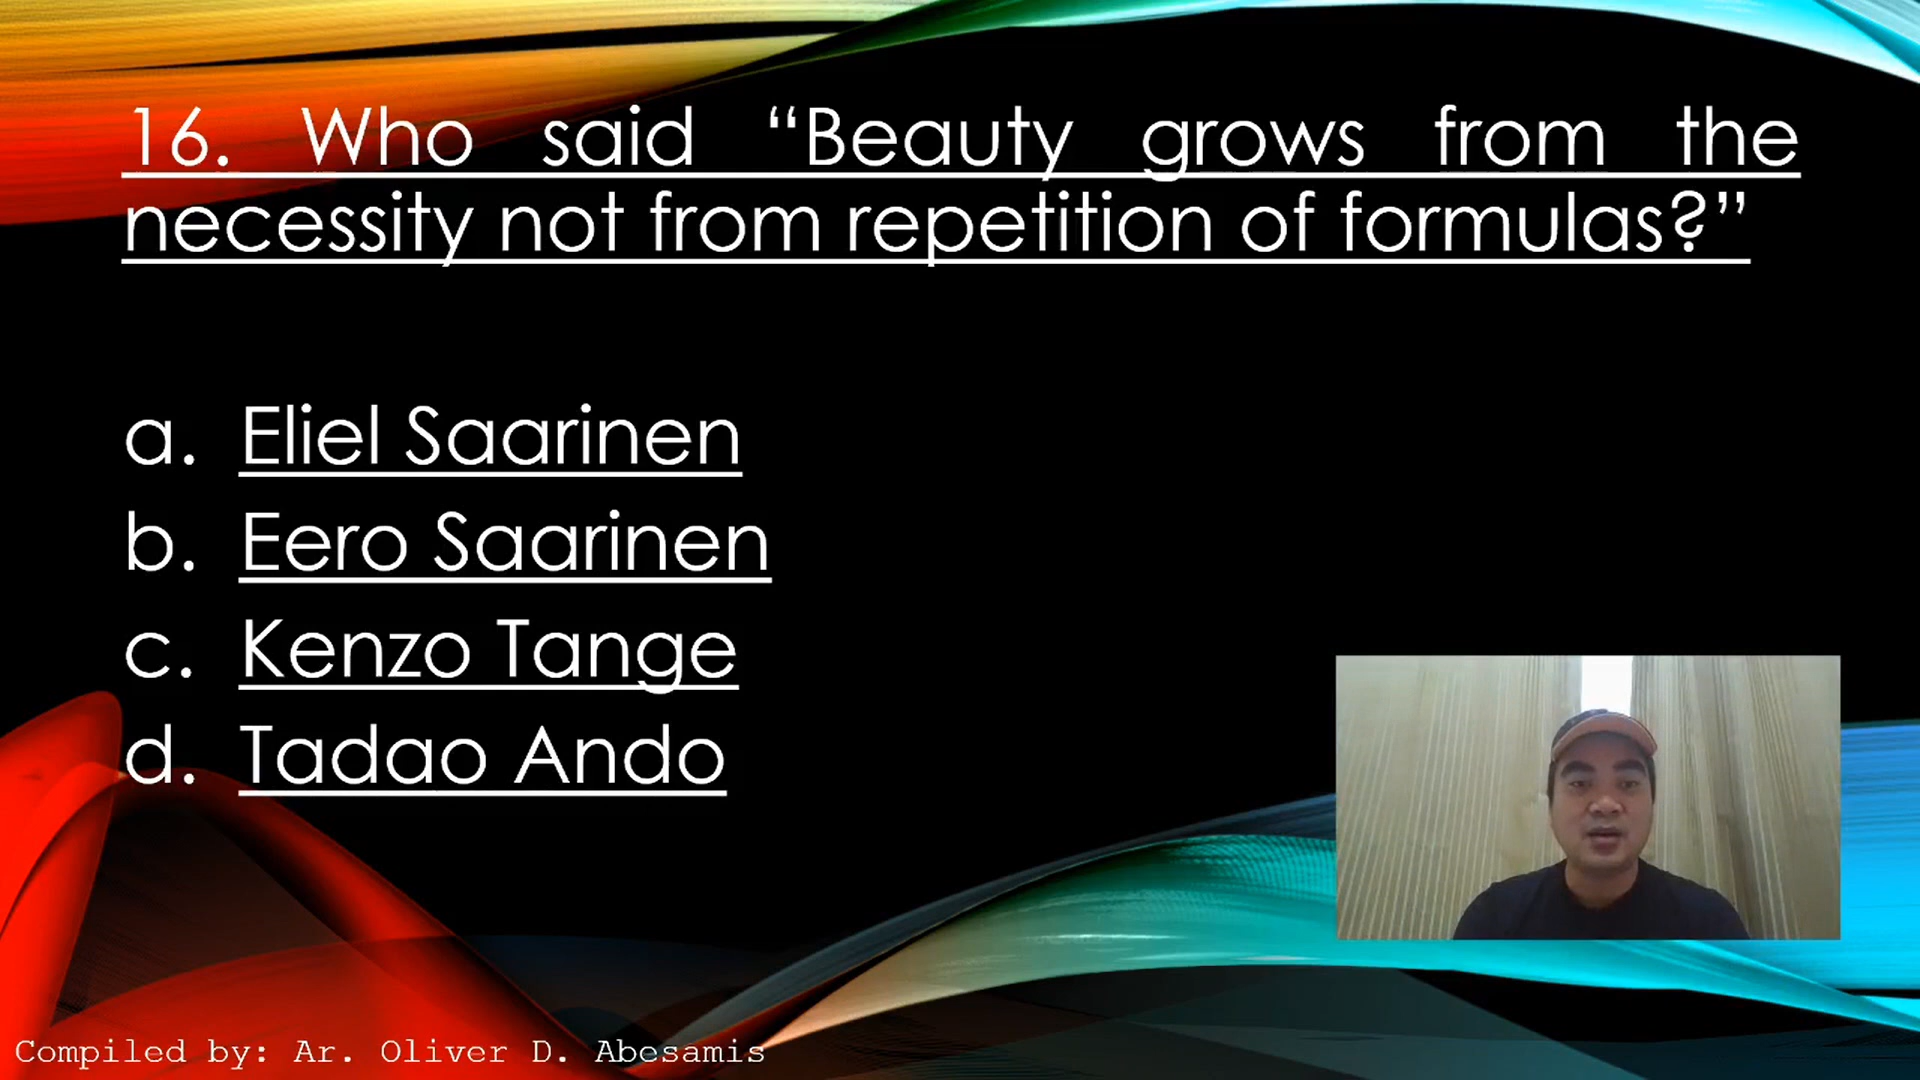 16. Who said “Beauty grows from the
necessity not from repetition of formulas?”
a. Eliel Saarinen
b. Eero Saarinen
c. Kenzo Tange
d. Tadao Ando
Compiled by: Ar. Oliver D. Abesamis